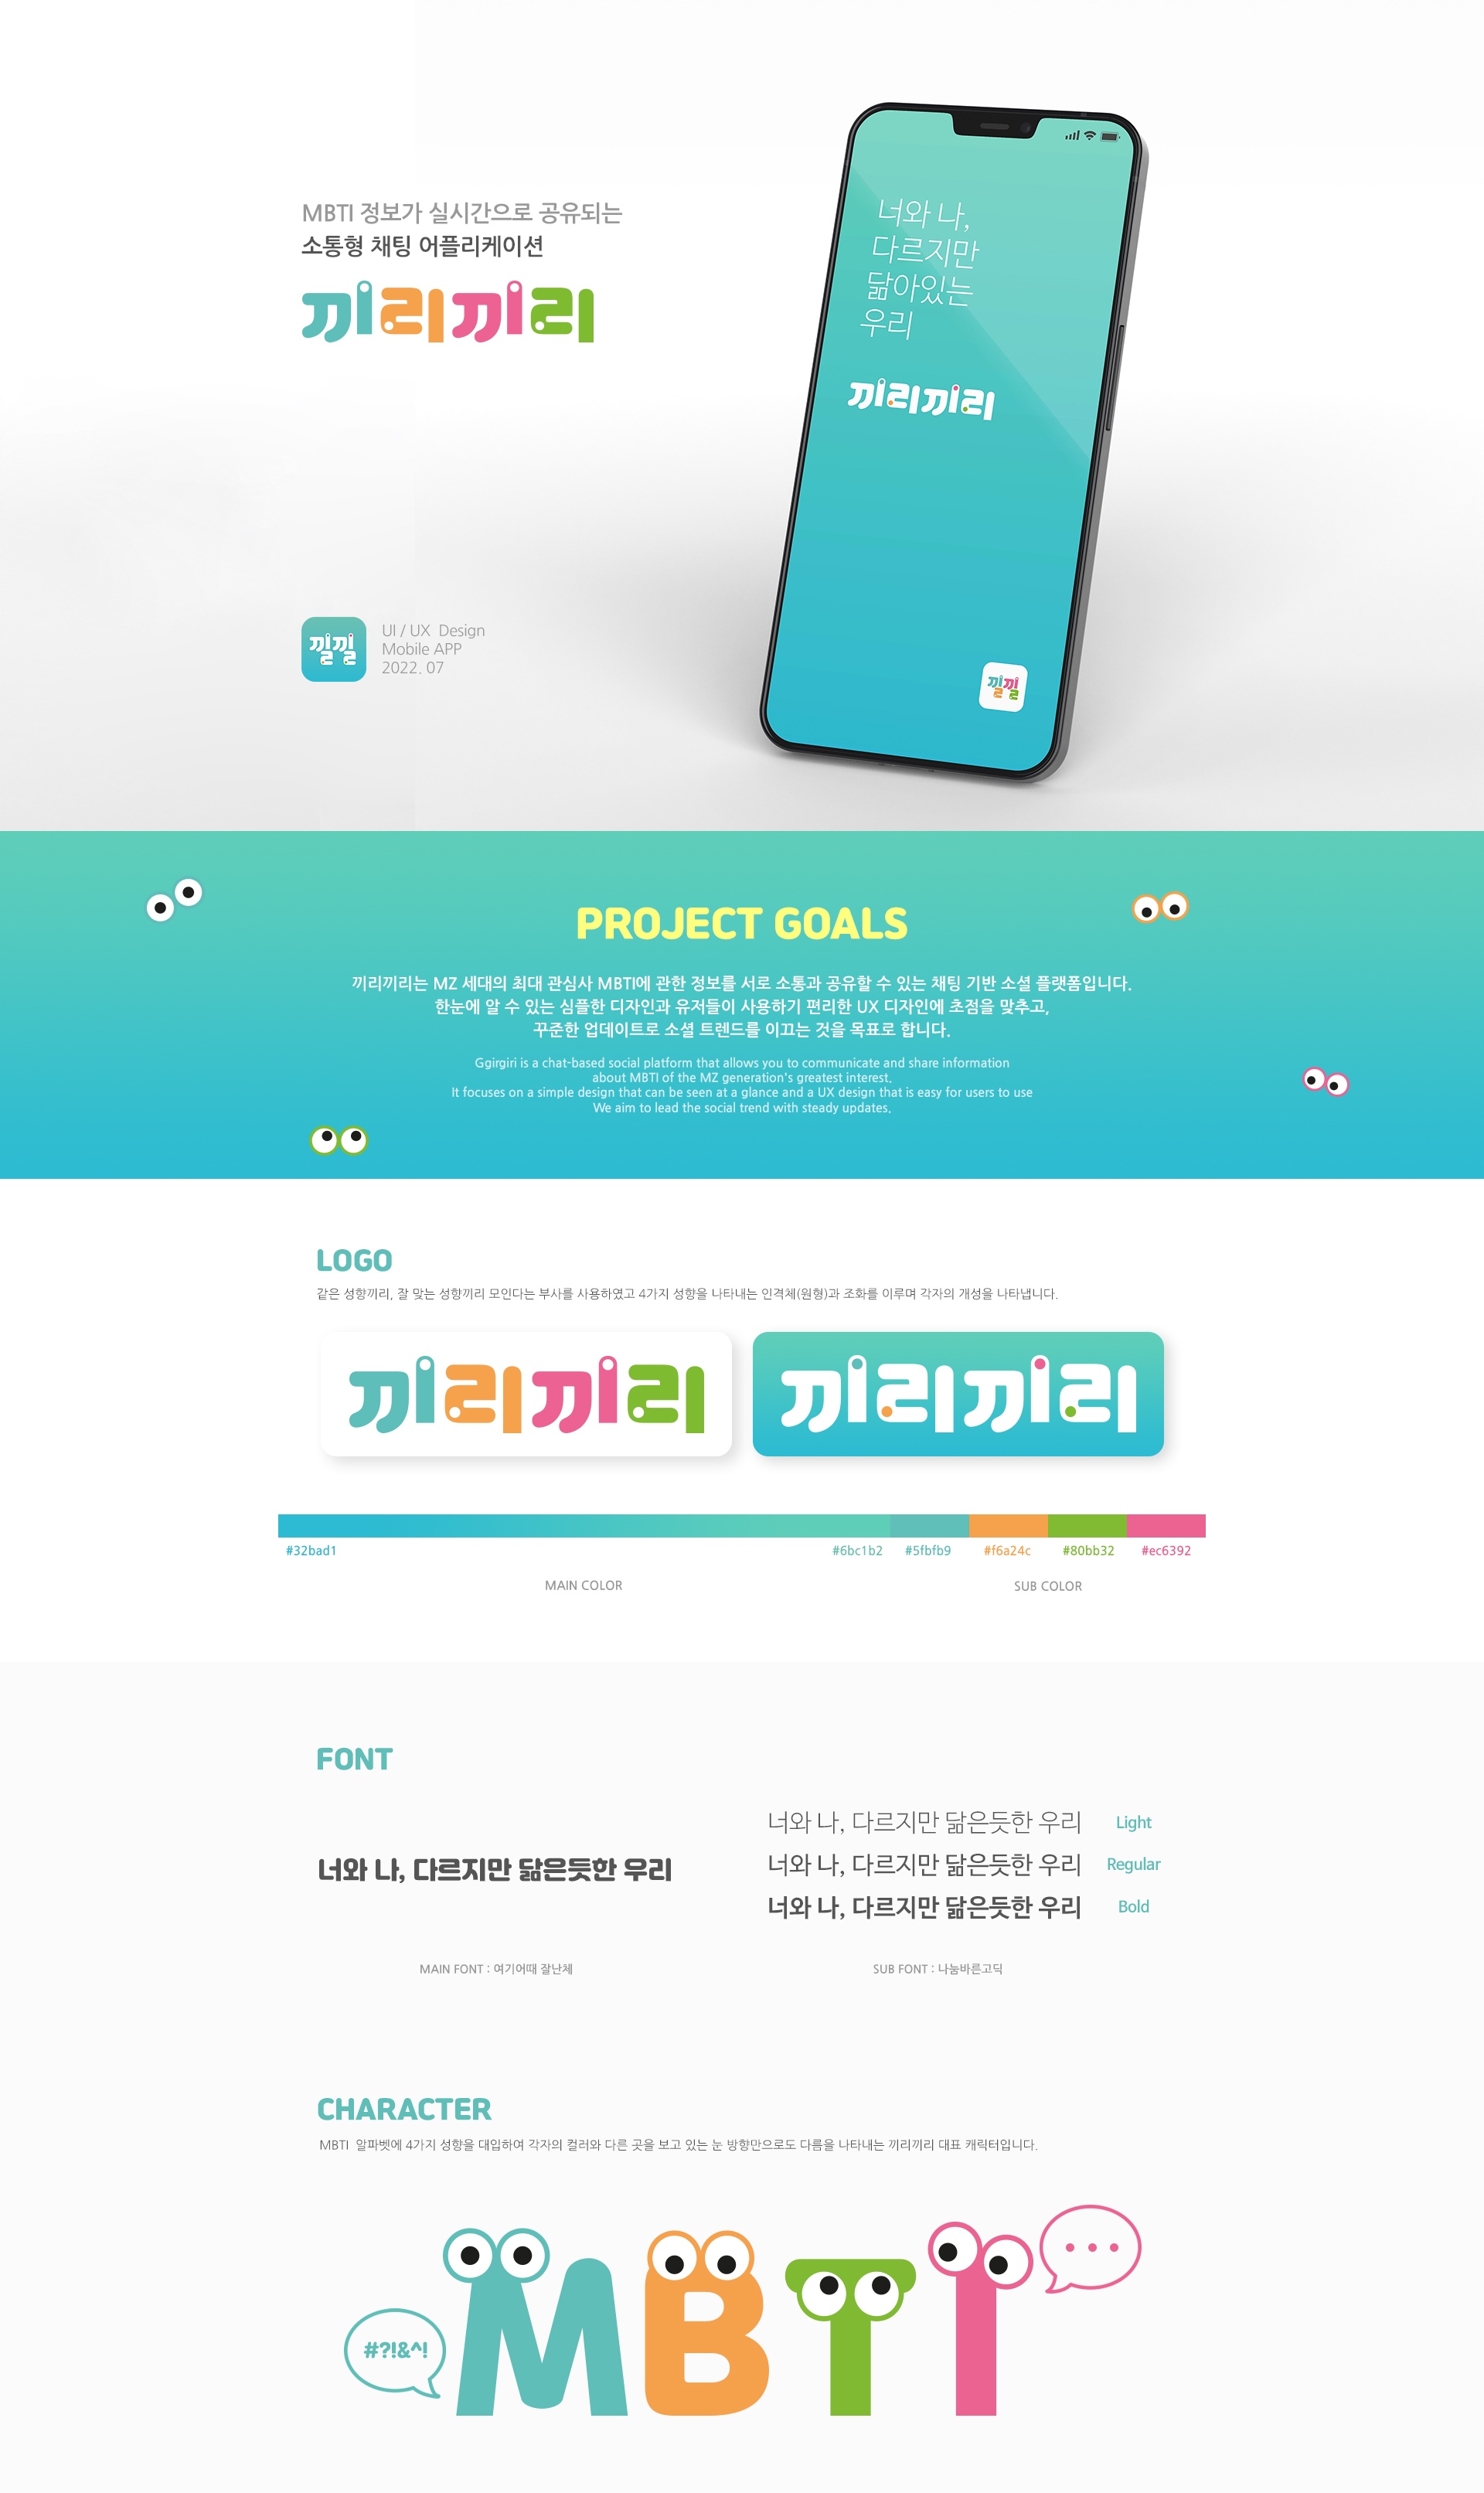 MBTI 정보가 실시간으로 공유되는
소통형 채팅 어플리케이션
끼리끼리
너와 나,
다르지만
닮아있는
우리
끼리끼리
낄낄
낄낄
UI / UX Design
Mobile APP
2022. 07
PROJECT GOALS
끼리끼리는 MZ 세대의 최대 관심사 MBTI에 관한 정보를 서로 소통과 공유할 수 있는 채팅 기반 소셜 플랫폼입니다.
한눈에 알 수 있는 심플한 디자인과 유저들이 사용하기 편리한 UX 디자인에 초점을 맞추고,
꾸준한 업데이트로 소셜 트렌드를 이끄는 것을 목표로 합니다.
Ggirgiri is a chat-based social platform that allows you to communicate and share information
about MBTI of the MZ generation's greatest interest.
It focuses on a simple design that can be seen at a glance and a UX design that is easy for users to use
We aim to lead the social trend with steady updates.
LOGO
같은 성향끼리, 잘 맞는 성향끼리 모인다는 부사를 사용하였고 4가지 성향을 나타내는 인격체(원형)과 조화를 이루며 각자의 개성을 나타냅니다.
끼리끼리
끼리끼리
#32bad1
#6bc1b2
#5fbfb9
#f6a24c
#80bb32
#ec6392
MAIN COLOR
SUB COLOR
FONT
너와 나, 다르지만 닮은듯한 우리
너와 나, 다르지만 닮은듯한 우리 Light
너와 나, 다르지만 닮은듯한 우리 Regular
너와 나, 다르지만 닮은듯한 우리 Bold
MAIN FONT : 여기어때 잘난체
SUB FONT : 나눔바른고딕
CHARACTER
MBTI 알파벳에 4가지 성향을 대입하여 각자의 컬러와 다른 곳을 보고 있는 눈 방향만으로도 다름을 나타내는 끼리끼리 대표 캐릭터입니다.
#?!&^!
MBTI
...